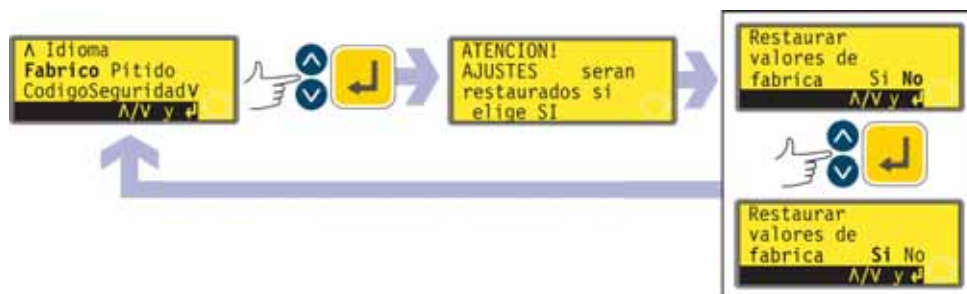 Λ Idioma
Fabrico Pitido
CodigoSeguridadV
Λ/V y ↲
ATENCION!
AJUSTES seran
restaurados si
elige SI
Restaurar
valores de
fabrica Si No
Λ/V y ↲
Restaurar
valores de
fabrica Si No
Λ/V y ↲